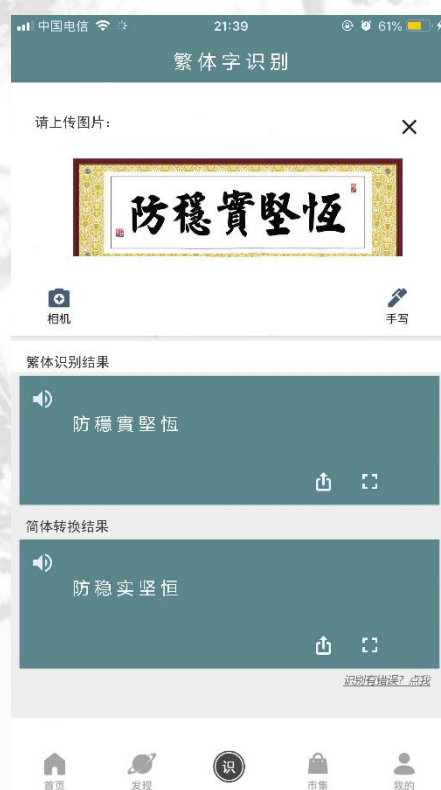 中国电信 21:39 61%
繁体字识别
请上传图片：
防穩實堅恆
相机 手写
繁体识别结果
防穩實堅恆
简体转换结果
防稳实坚恒
识别有错误？点我
识
首页 发现 市集 我的